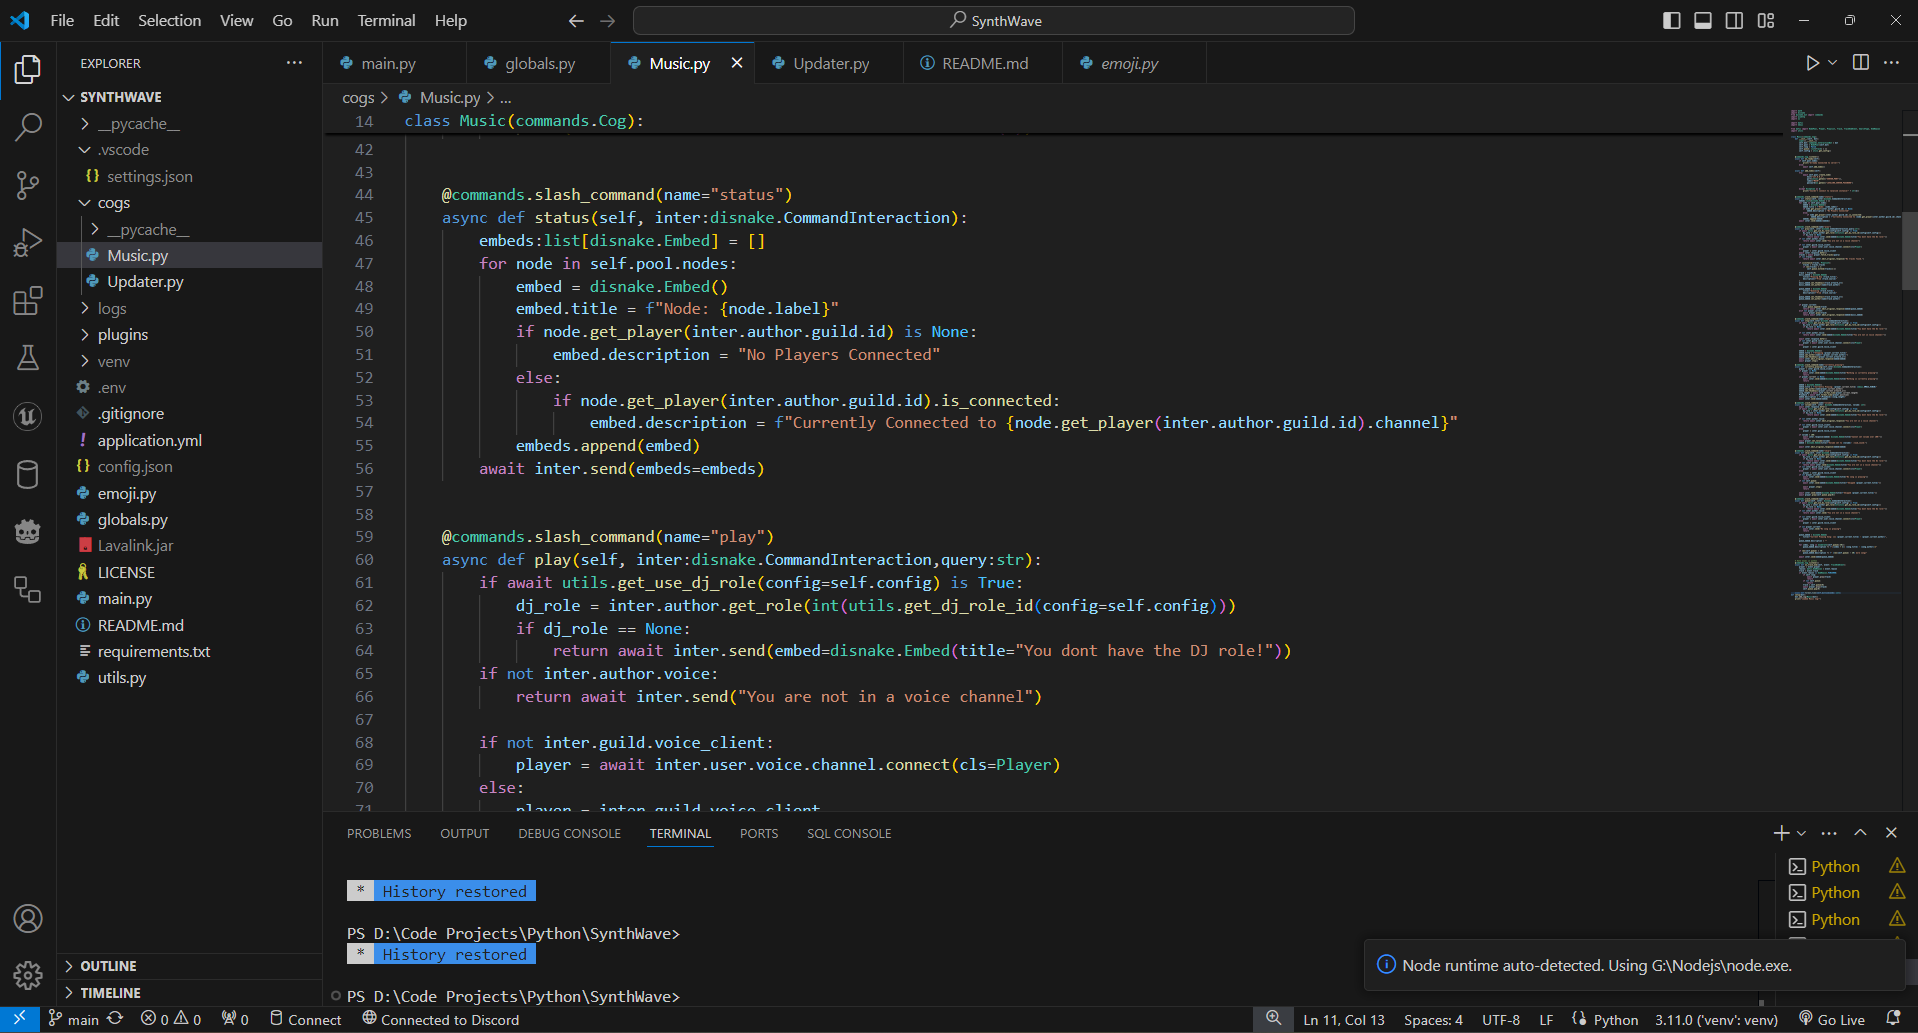 File Edit Selection View Go Run Terminal Help
SynthWave
EXPLORER
SYNTHWAVE
__pycache__
.vscode
settings.json
cogs
__pycache__
Music.py
Updater.py
logs
plugins
venv
.env
.gitignore
application.yml
config.json
emoji.py
globals.py
Lavalink.jar
LICENSE
main.py
README.md
requirements.txt
utils.py
OUTLINE
TIMELINE
main.py globals.py Music.py Updater.py README.md emoji.py
cogs > Music.py > ...
14 class Music(commands.Cog):
42
43
44 @commands.slash_command(name="status")
45 async def status(self, inter:disnake.CommandInteraction):
46 embeds:list[disnake.Embed] = []
47 for node in self.pool.nodes:
48 embed = disnake.Embed()
49 embed.title = f"Node: {node.label}"
50 if node.get_player(inter.author.guild.id) is None:
51 embed.description = "No Players Connected"
52 else:
53 if node.get_player(inter.author.guild.id).is_connected:
54 embed.description = f"Currently Connected to {node.get_player(inter.author.guild.id).channel}"
55 embeds.append(embed)
56 await inter.send(embeds=embeds)
57
58
59 @commands.slash_command(name="play")
60 async def play(self, inter:disnake.CommandInteraction,query:str):
61 if await utils.get_use_dj_role(config=self.config) is True:
62 dj_role = inter.author.get_role(int(utils.get_dj_role_id(config=self.config)))
63 if dj_role == None:
64 return await inter.send(embed=disnake.Embed(title="You dont have the DJ role!"))
65 if not inter.author.voice:
66 return await inter.send("You are not in a voice channel")
67
68 if not inter.guild.voice_client:
69 player = await inter.user.voice.channel.connect(cls=Player)
70 else:
71 player = inter.guild.voice_client
PROBLEMS OUTPUT DEBUG CONSOLE TERMINAL PORTS SQL CONSOLE
* History restored
PS D:\Code Projects\Python\SynthWave>
* History restored
PS D:\Code Projects\Python\SynthWave>
Python
Python
Python
Node runtime auto-detected. Using G:\Nodejs\node.exe.
main 0 0 0 Connect Connected to Discord Ln 11, Col 13 Spaces: 4 UTF-8 LF Python 3.11.0 ('venv': venv) Go Live